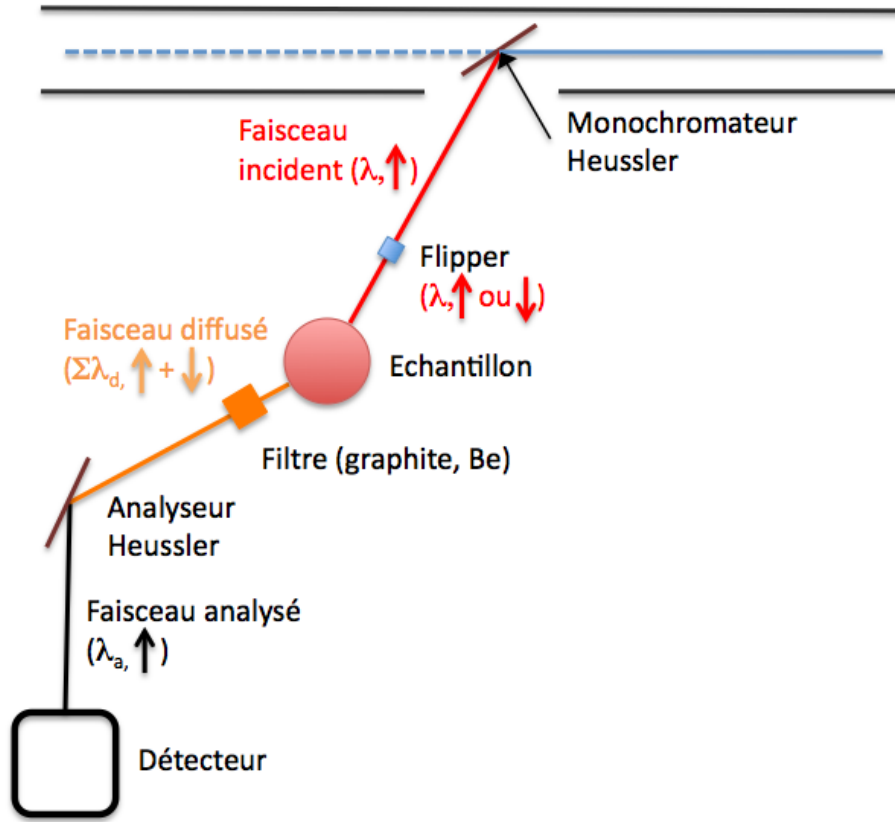 Monochromateur
Heussler
Faisceau
incident (λ,↑)
Flipper
(λ,↑ ou ↓)
Faisceau diffusé
(Σλd, ↑ + ↓)
Echantillon
Filtre (graphite, Be)
Analyseur
Heussler
Faisceau analysé
(λa, ↑)
Détecteur